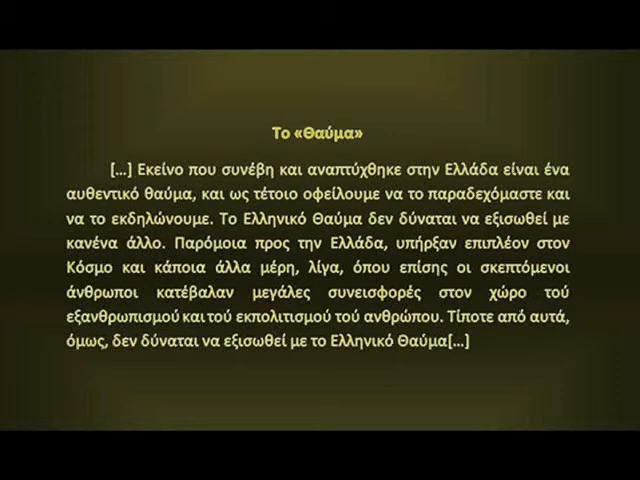 Το «Θαύμα»
[...] Εκείνο που συνέβη και αναπτύχθηκε στην Ελλάδα είναι ένα
αυθεντικό θαύμα, και ως τέτοιο οφείλουμε να το παραδεχόμαστε και
να το εκδηλώνουμε. Το Ελληνικό Θαύμα δεν δύναται να εξισωθεί με
κανένα άλλο. Παρόμοια προς την Ελλάδα, υπήρξαν επιπλέον στον
Κόσμο και κάποια άλλα μέρη, λίγα, όπου επίσης οι σκεπτόμενοι
άνθρωποι κατέβαλαν μεγάλες συνεισφορές στον χώρο τού
εξανθρωπισμού και τού εκπολιτισμού τού ανθρώπου. Τίποτε από αυτά,
όμως, δεν δύναται να εξισωθεί με το Ελληνικό Θαύμα[...]